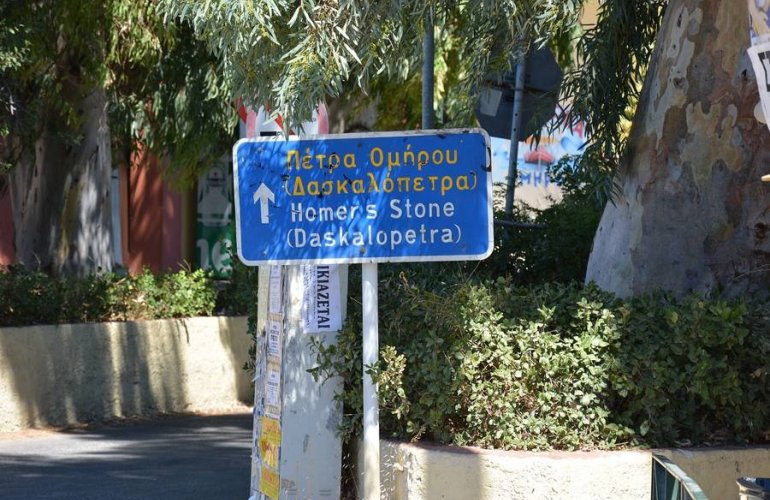 Πέτρα Ομήρου
(Δασκαλόπετρα)
Homer's Stone
(Daskalopetra)
ΙΚΙΑΖΕΤΑΙ